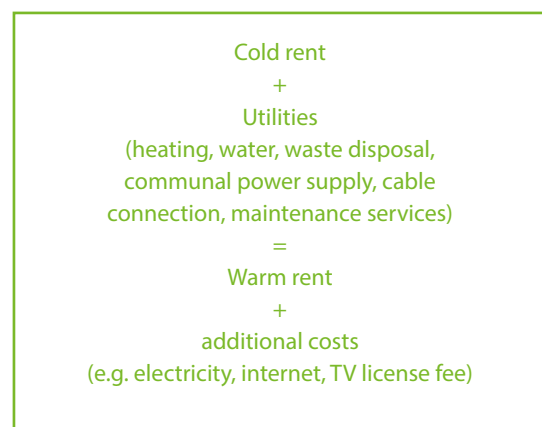 Cold rent
+
Utilities
(heating, water, waste disposal,
communal power supply, cable
connection, maintenance services)
=
Warm rent
+
additional costs
(e.g. electricity, internet, TV license fee)